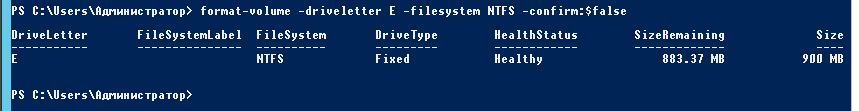 PS C:\Users\Администратор> format-volume -driveletter E -filesystem NTFS -confirm:$false
DriveLetter FileSystemLabel FileSystem DriveType HealthStatus SizeRemaining Size
----------- --------------- ---------- --------- ------------ ------------- ----
E NTFS Fixed Healthy 883.37 MB 900 MB
PS C:\Users\Администратор>